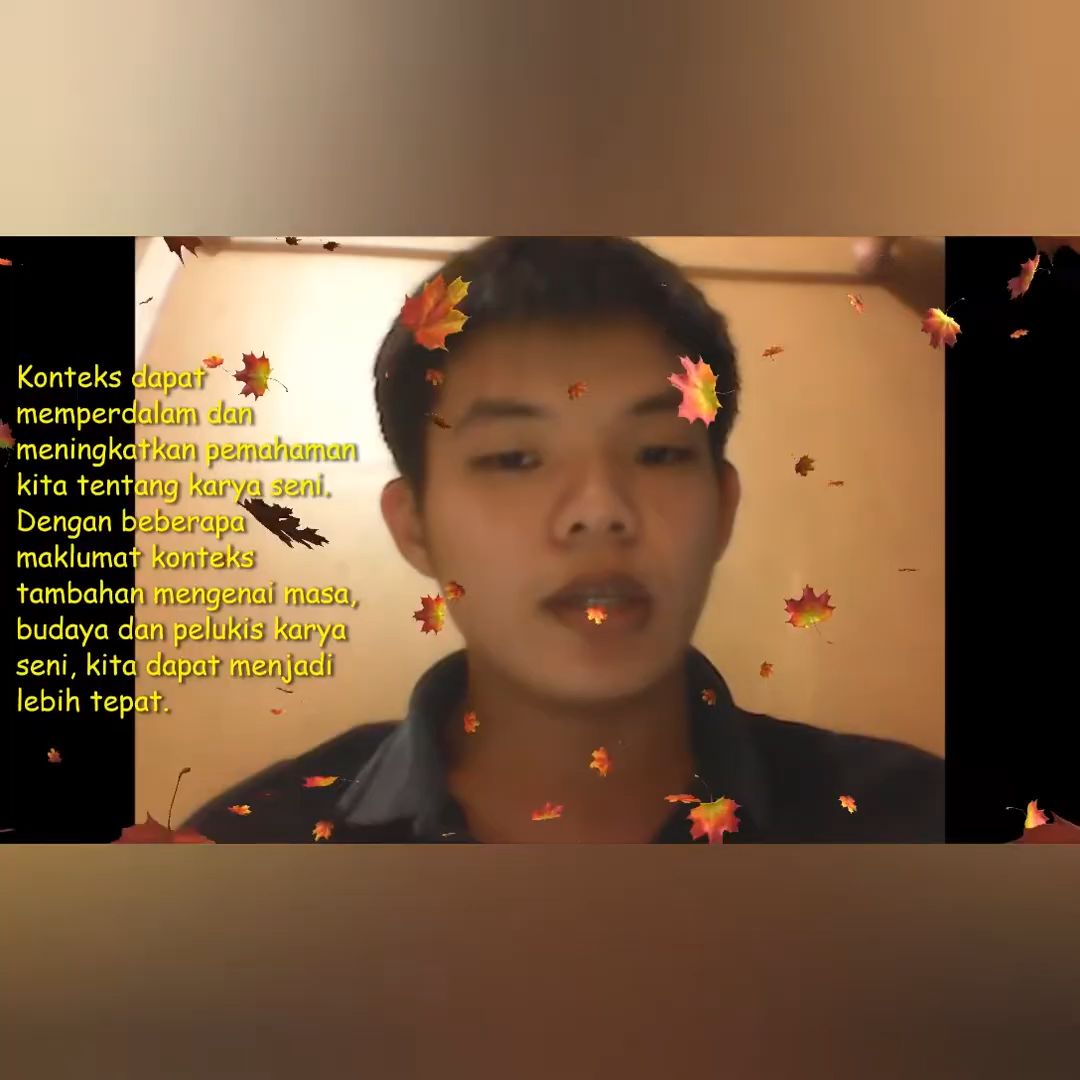 Konteks dapat
memperdalam dan
meningkatkan pemahaman
kita tentang karya seni.
Dengan beberapa
maklumat konteks
tambahan mengenai masa,
budaya dan pelukis karya
seni, kita dapat menjadi
lebih tepat.